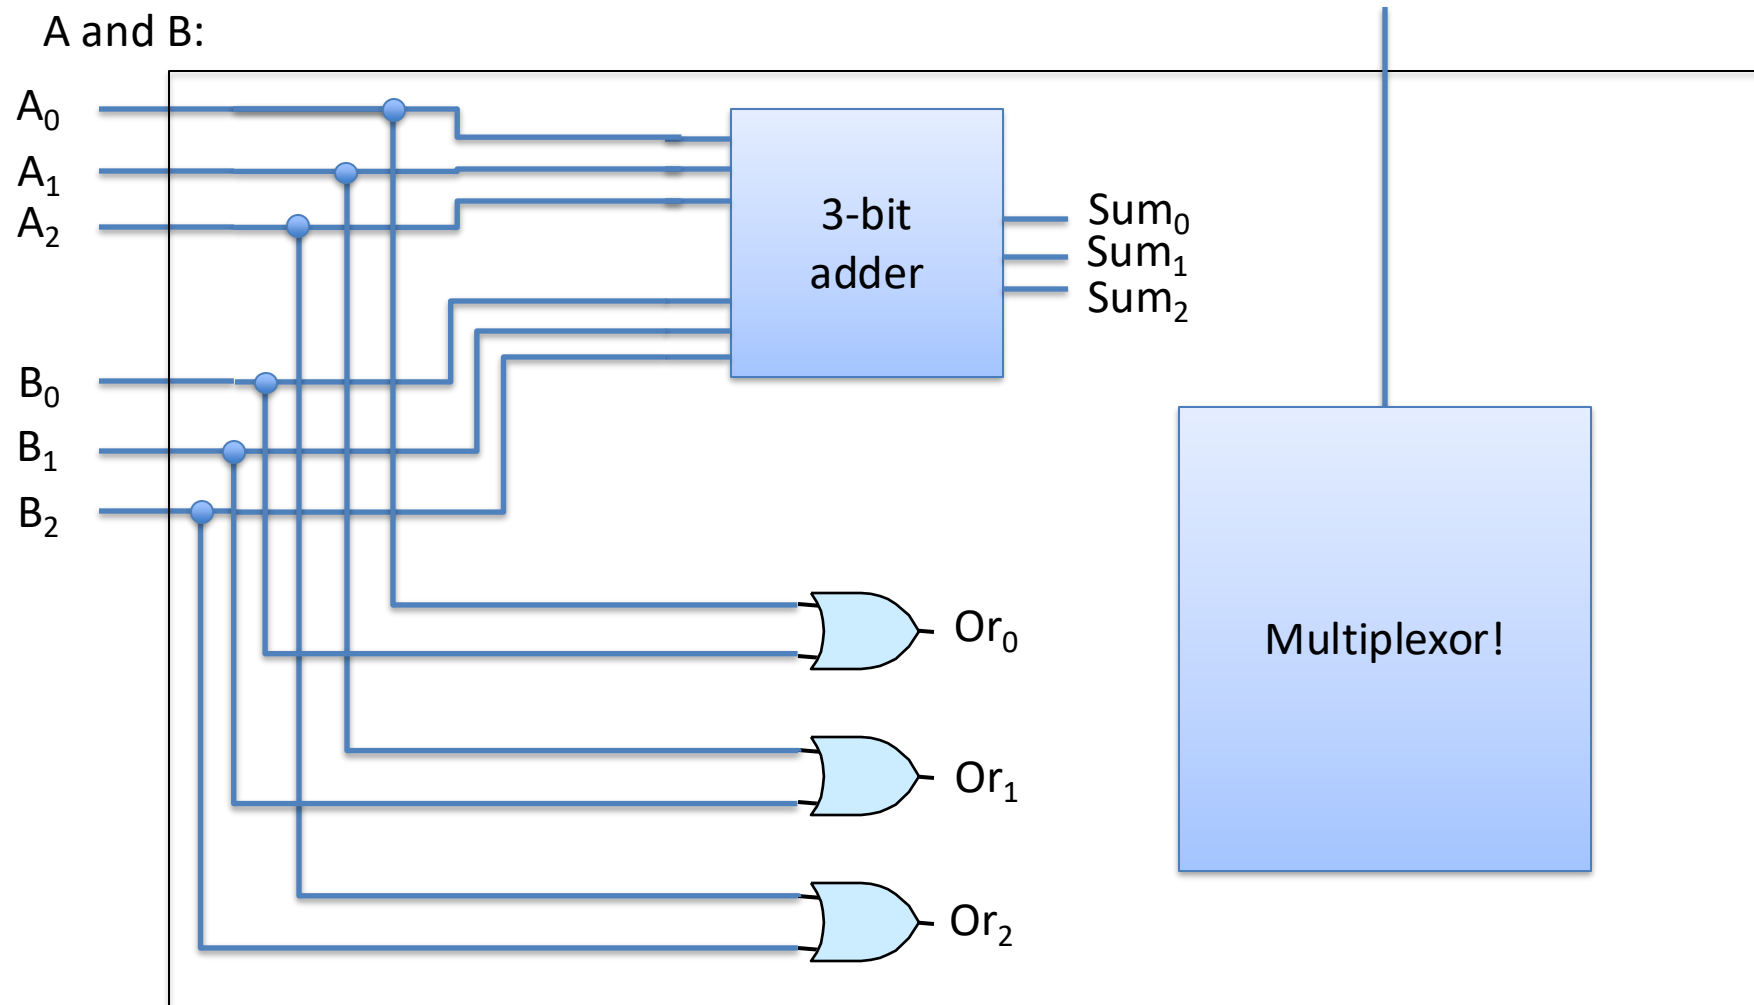 A and B:
A₀
A₁
A₂
B₀
B₁
B₂
3-bit
adder
Sum₀
Sum₁
Sum₂
Or₀
Or₁
Or₂
Multiplexor!